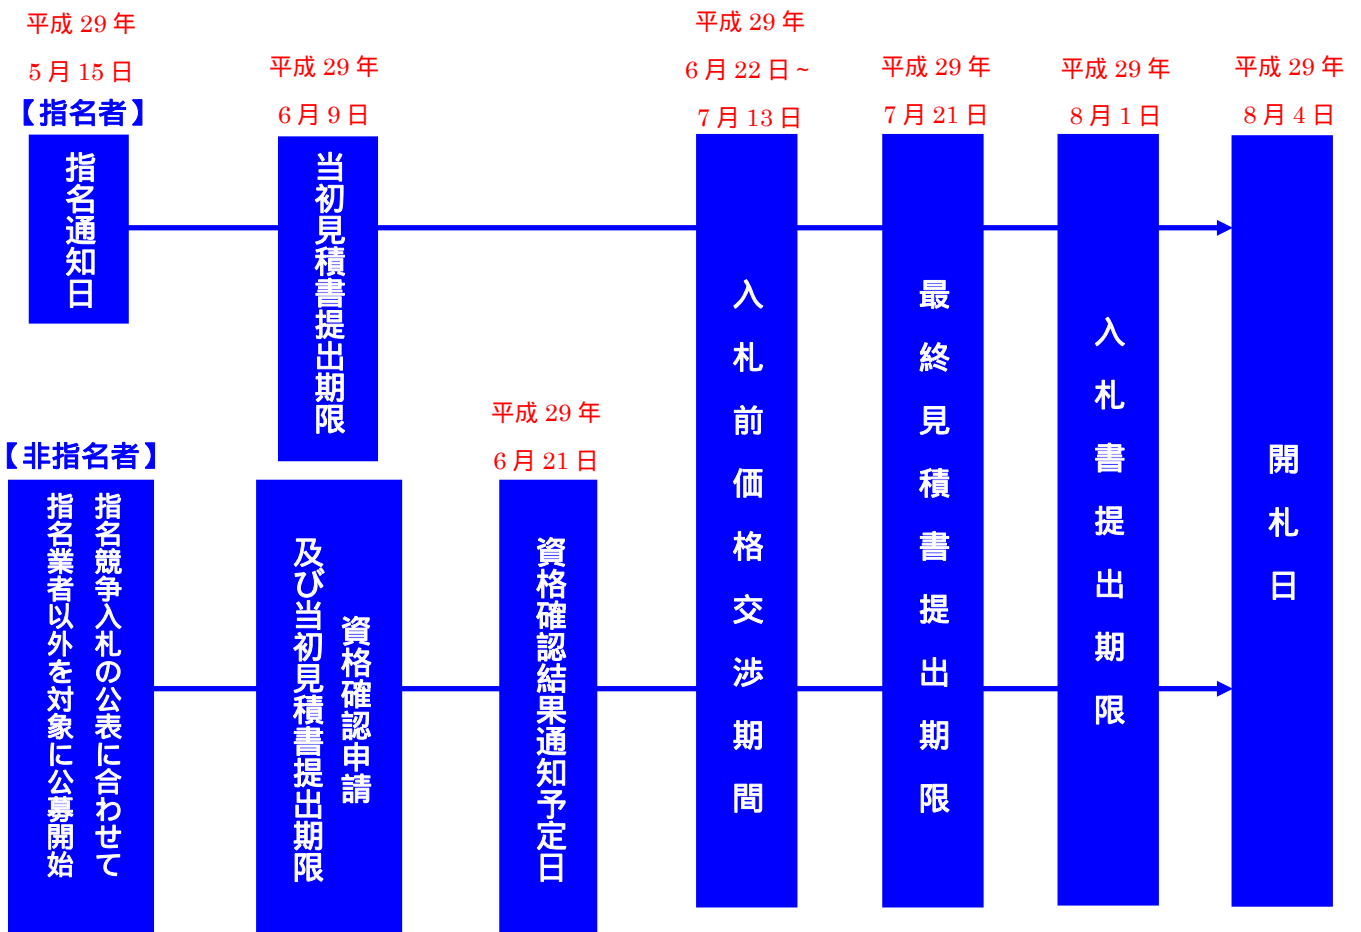 平成 29 年
5 月 15 日
【指名者】
指名通知日
平成 29 年
6 月 9 日
当初見積書提出期限
平成 29 年
6 月 22 日 ~
7 月 13 日
入札前価格交渉期間
平成 29 年
7 月 21 日
最終見積書提出期限
平成 29 年
8 月 1 日
入札書提出期限
平成 29 年
8 月 4 日
開札日
【非指名者】
指名競争入札の公表に合わせて
指名業者以外を対象に公募開始
資格確認申請
及び当初見積書提出期限
平成 29 年
6 月 21 日
資格確認結果通知予定日